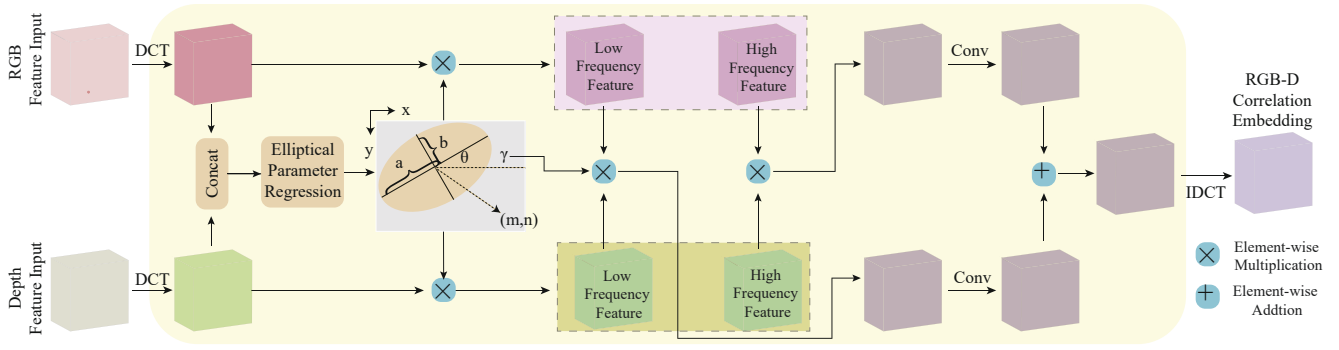 RGB
Feature Input
DCT
Low
Frequency
Feature
High
Frequency
Feature
Conv
RGB-D
Correlation
Embedding
x
y
Concat
Elliptical
Parameter
Regression
a
b
θ
γ
(m,n)
IDCT
Depth
Feature Input
DCT
Low
Frequency
Feature
High
Frequency
Feature
Conv
Element-wise
Multiplication
Element-wise
Addtion